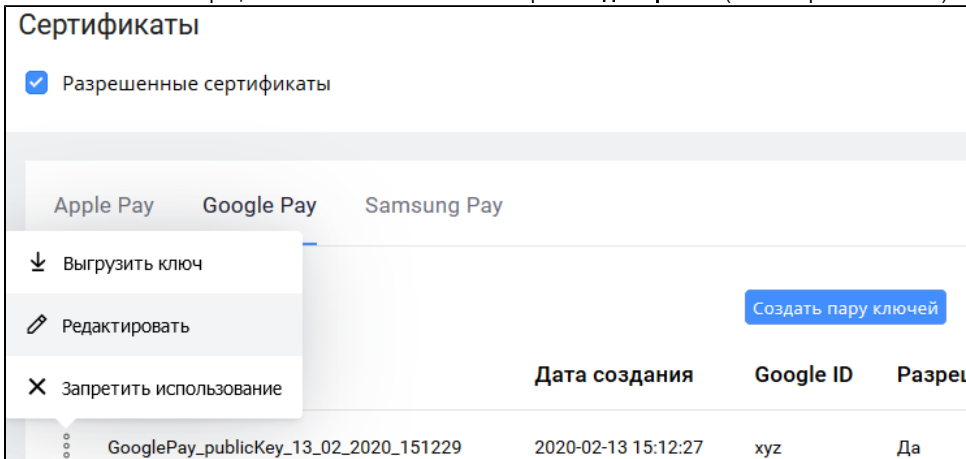 Сертификаты
Разрешенные сертификаты
Apple Pay Google Pay Samsung Pay
Выгрузить ключ
Редактировать
Создать пару ключей
Запретить использование
Дата создания Google ID
GooglePay_publicKey_13_02_2020_151229 2020-02-13 15:12:27 xyz Да